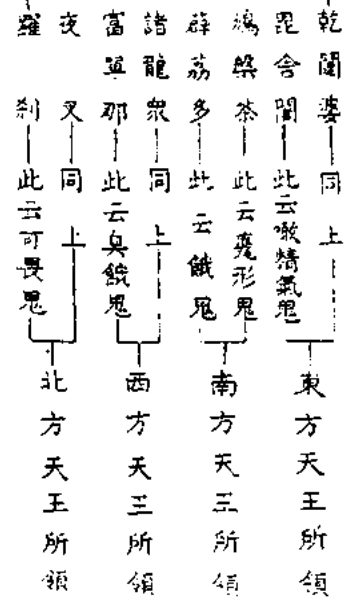 乾闥婆 同上
毘舍闍 此云噉精氣鬼
東方天王所領
鳩槃茶 此云甕形鬼
薜荔多 此云餓鬼
南方天王所領
諸龍衆 同上
富單那 此云臭餓鬼
西方天王所領
夜叉 同上
羅刹 此云可畏鬼
北方天王所領